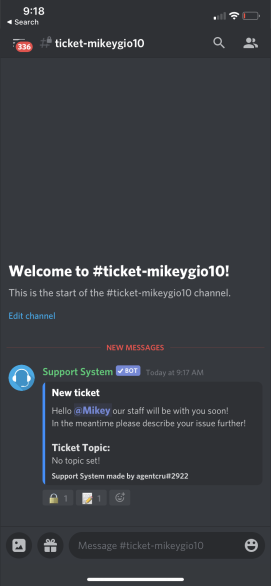 9:18
Search
336
ticket-mikeygio10
Welcome to #ticket-mikeygio10!
This is the start of the #ticket-mikeygio10 channel.
Edit channel
NEW MESSAGES
Support System BOT Today at 9:17 AM
New ticket
Hello @Mikey our staff will be with you soon!
In the meantime please describe your issue further!
Ticket Topic:
No topic set!
Support System made by agentcru#2922
1 1
Message #ticket-mikeygio10